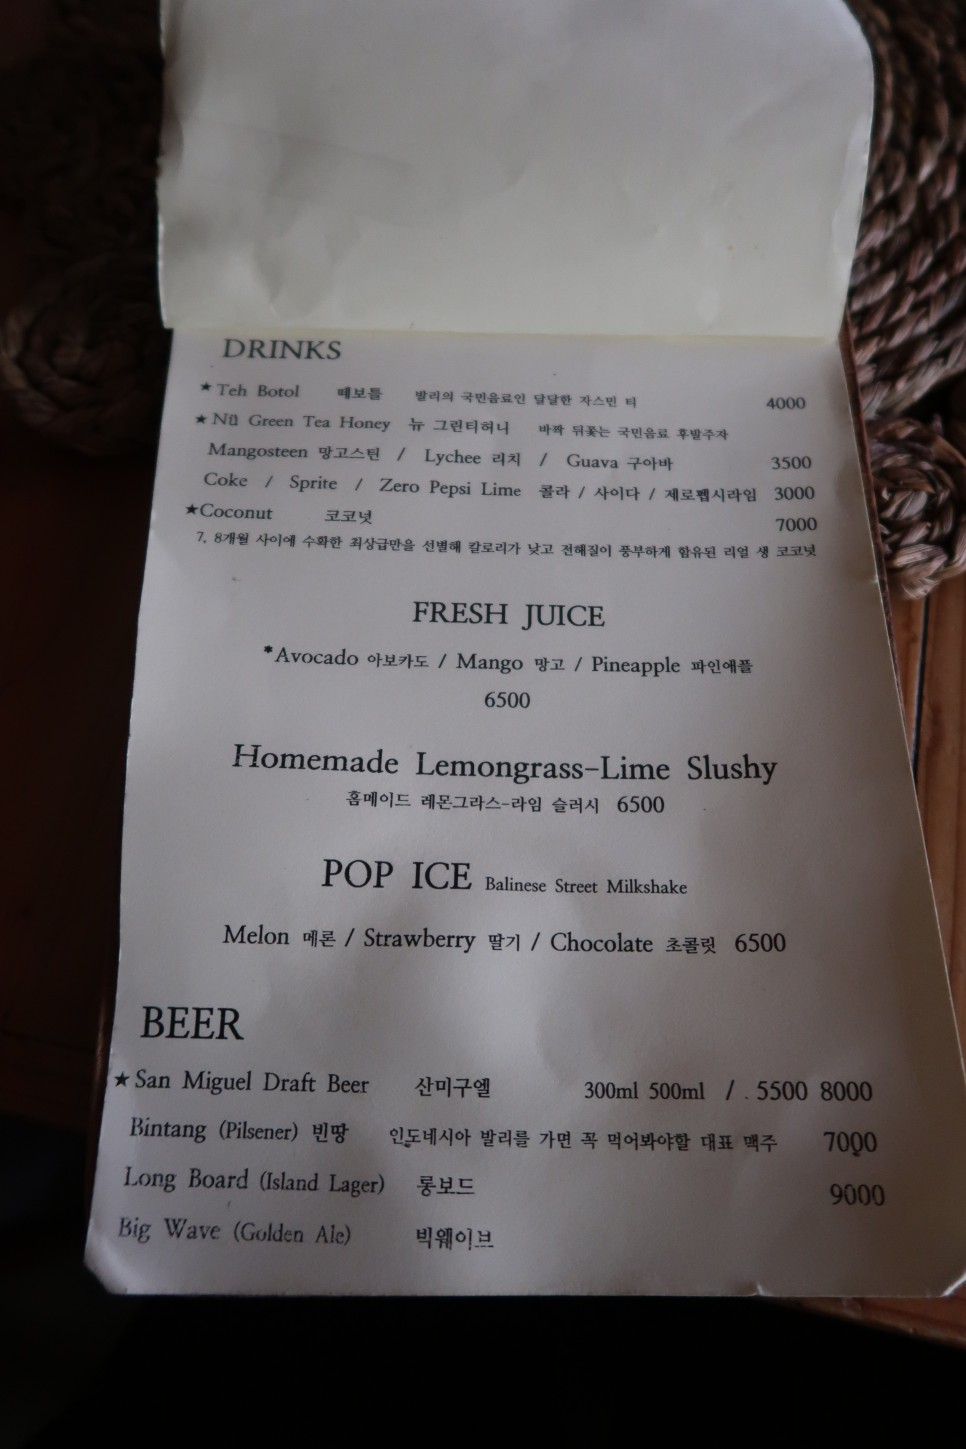 DRINKS
★ Teh Botol 떼보틀 발리의 국민음료인 달달한 자스민 티 4000
★ Nü Green Tea Honey 뉴 그린티허니 바짝 뒤쫓는 국민음료 후발주자
Mangosteen 망고스틴 / Lychee 리치 / Guava 구아바 3500
Coke / Sprite / Zero Pepsi Lime 콜라 / 사이다 / 제로펩시라임 3000
★Coconut 코코넛 7000
7, 8개월 사이에 수확한 최상급만을 선별해 칼로리가 낮고 전해질이 풍부하게 함유된 리얼 생 코코넛
FRESH JUICE
*Avocado 아보카도 / Mango 망고 / Pineapple 파인애플
6500
Homemade Lemongrass-Lime Slushy
홈메이드 레몬그라스-라임 슬러시 6500
POP ICE Balinese Street Milkshake
Melon 메론 / Strawberry 딸기 / Chocolate 초콜릿 6500
BEER
★ San Miguel Draft Beer 산미구엘 300ml 500ml / 5500 8000
Bintang (Pilsener) 빈땅 인도네시아 발리를 가면 꼭 먹어봐야할 대표 맥주 7000
Long Board (Island Lager) 롱보드 9000
Big Wave (Golden Ale) 빅웨이브